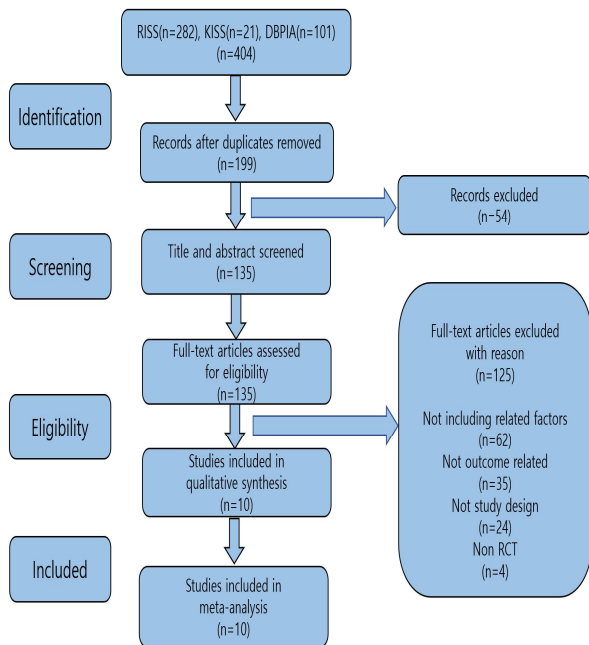 RISS(n=282), KISS(n=21), DBPIA(n=101)
(n=404)
Identification
Records after duplicates removed
(n=199)
Records excluded
(n-54)
Screening
Title and abstract screened
(n=135)
Full-text articles assessed
for eligibility
(n=135)
Full-text articles excluded
with reason
(n=125)
Not including related factors
(n=62)
Not outcome related
(n=35)
Not study design
(n=24)
Non RCT
(n=4)
Eligibility
Studies included in
qualitative synthesis
(n=10)
Included
Studies included in
meta-analysis
(n=10)